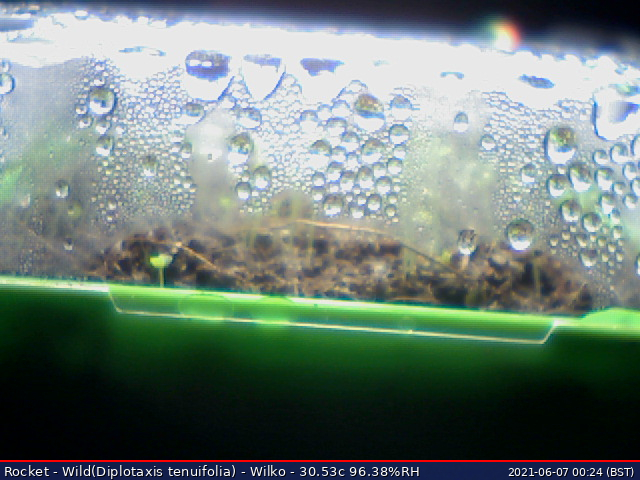 Rocket - Wild(Diplotaxis tenuifolia) - Wilko - 30.53c 96.38%RH
2021-06-07 00:24 (BST)